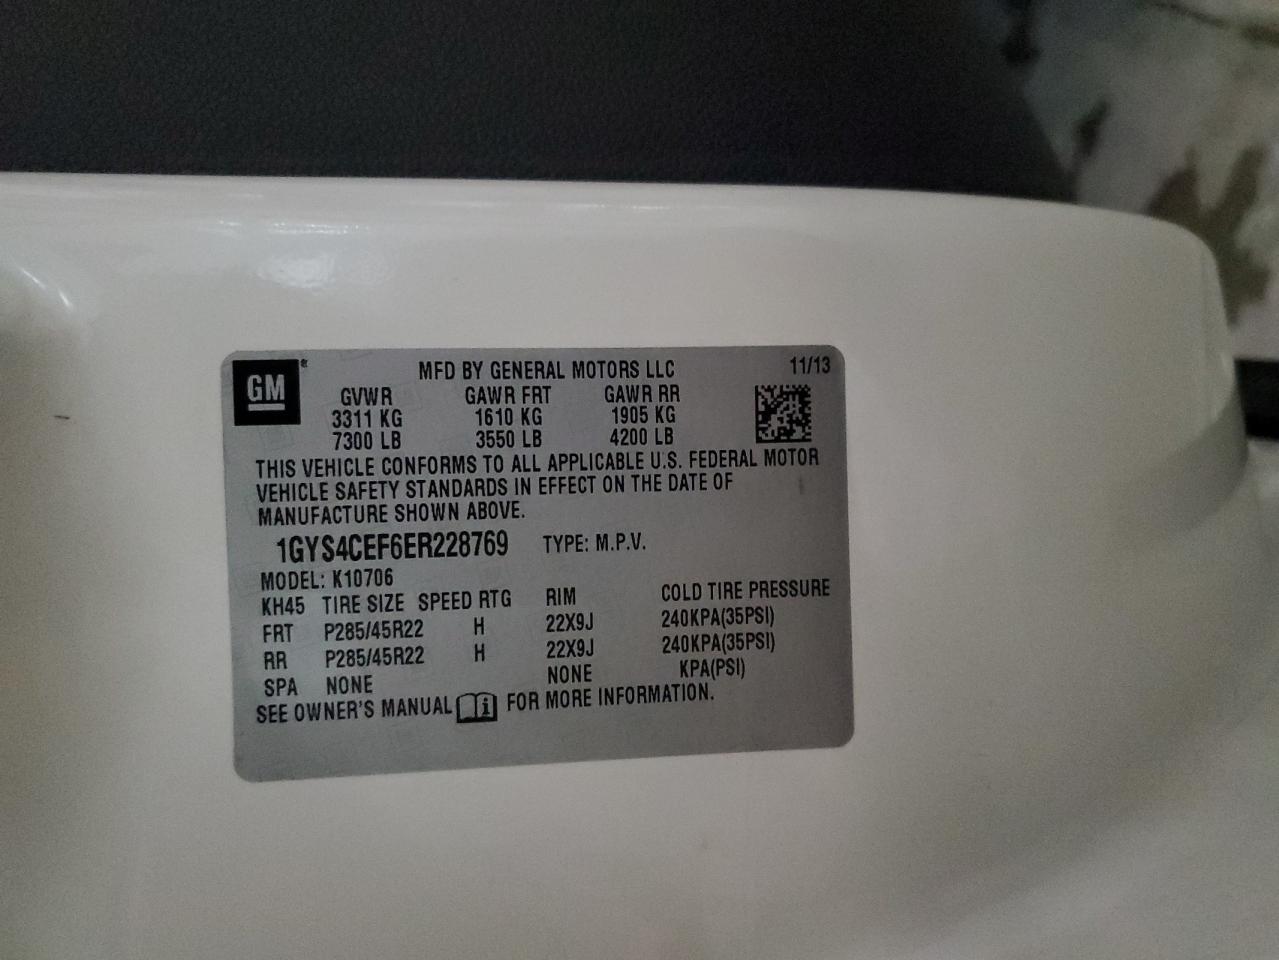 GM
MFD BY GENERAL MOTORS LLC 11/13
GVWR GAWR FRT GAWR RR
3311 KG 1610 KG 1905 KG
7300 LB 3550 LB 4200 LB
THIS VEHICLE CONFORMS TO ALL APPLICABLE U.S. FEDERAL MOTOR
VEHICLE SAFETY STANDARDS IN EFFECT ON THE DATE OF
MANUFACTURE SHOWN ABOVE.
1GYS4CEF6ER228769 TYPE: M.P.V.
MODEL: K10706
KH45 TIRE SIZE SPEED RTG RIM COLD TIRE PRESSURE
FRT P285/45R22 H 22X9J 240KPA(35PSI)
RR P285/45R22 H 22X9J 240KPA(35PSI)
SPA NONE NONE KPA(PSI)
SEE OWNER'S MANUAL FOR MORE INFORMATION.